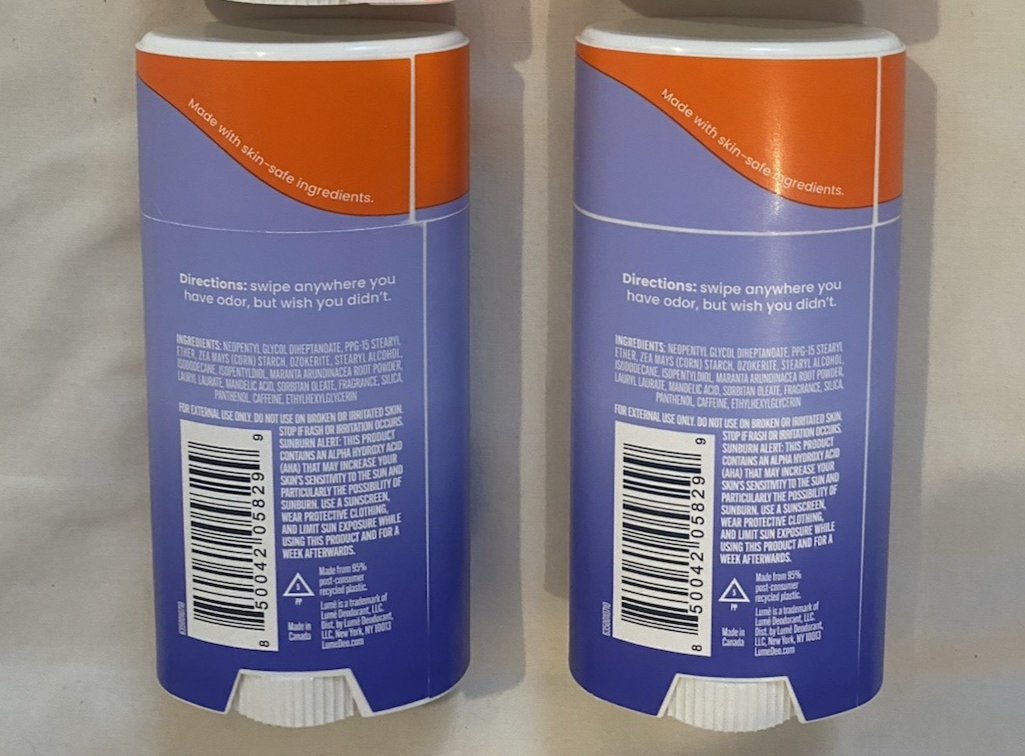 Made with skin-safe ingredients.
Directions: swipe anywhere you
have odor, but wish you didn't.
INGREDIENTS: NEOPENTYL GLYCOL DIHEPTANOATE, PPG-15 STEARYL
ETHER, ZEA MAYS (CORN) STARCH, OZOKERITE, STEARYL ALCOHOL,
ISODODECANE, ISOPENTYLDIOL, MARANTA ARUNDINACEA ROOT POWDER,
LAURYL LAURATE, MANDELIC ACID, SORBITAN OLEATE, FRAGRANCE, SILICA,
PANTHENOL, CAFFEINE, ETHYLHEXYLGLYCERIN
FOR EXTERNAL USE ONLY. DO NOT USE ON BROKEN OR IRRITATED SKIN.
STOP IF RASH OR IRRITATION OCCURS.
SUNBURN ALERT: THIS PRODUCT
CONTAINS AN ALPHA HYDROXY ACID
(AHA) THAT MAY INCREASE YOUR
SKIN'S SENSITIVITY TO THE SUN AND
PARTICULARLY THE POSSIBILITY OF
SUNBURN. USE A SUNSCREEN,
WEAR PROTECTIVE CLOTHING,
AND LIMIT SUN EXPOSURE WHILE
USING THIS PRODUCT AND FOR A
WEEK AFTERWARDS.
8 50042 05829 9
5
PP
Made from 95%
post-consumer
recycled plastic.
Made in
Canada
Lumē is a trademark of
Lumē Deodorant, LLC.
Dist. by Lumē Deodorant,
LLC, New York, NY 10013
LumeDeo.com
Made with skin-safe ingredients.
Directions: swipe anywhere you
have odor, but wish you didn't.
INGREDIENTS: NEOPENTYL GLYCOL DIHEPTANOATE, PPG-15 STEARYL
ETHER, ZEA MAYS (CORN) STARCH, OZOKERITE, STEARYL ALCOHOL,
ISODODECANE, ISOPENTYLDIOL, MARANTA ARUNDINACEA ROOT POWDER,
LAURYL LAURATE, MANDELIC ACID, SORBITAN OLEATE, FRAGRANCE, SILICA,
PANTHENOL, CAFFEINE, ETHYLHEXYLGLYCERIN
FOR EXTERNAL USE ONLY. DO NOT USE ON BROKEN OR IRRITATED SKIN.
STOP IF RASH OR IRRITATION OCCURS.
SUNBURN ALERT: THIS PRODUCT
CONTAINS AN ALPHA HYDROXY ACID
(AHA) THAT MAY INCREASE YOUR
SKIN'S SENSITIVITY TO THE SUN AND
PARTICULARLY THE POSSIBILITY OF
SUNBURN. USE A SUNSCREEN,
WEAR PROTECTIVE CLOTHING,
AND LIMIT SUN EXPOSURE WHILE
USING THIS PRODUCT AND FOR A
WEEK AFTERWARDS.
8 50042 05829 9
5
PP
Made from 95%
post-consumer
recycled plastic.
Made in
Canada
Lumē is a trademark of
Lumē Deodorant, LLC.
Dist. by Lumē Deodorant,
LLC, New York, NY 10013
LumeDeo.com